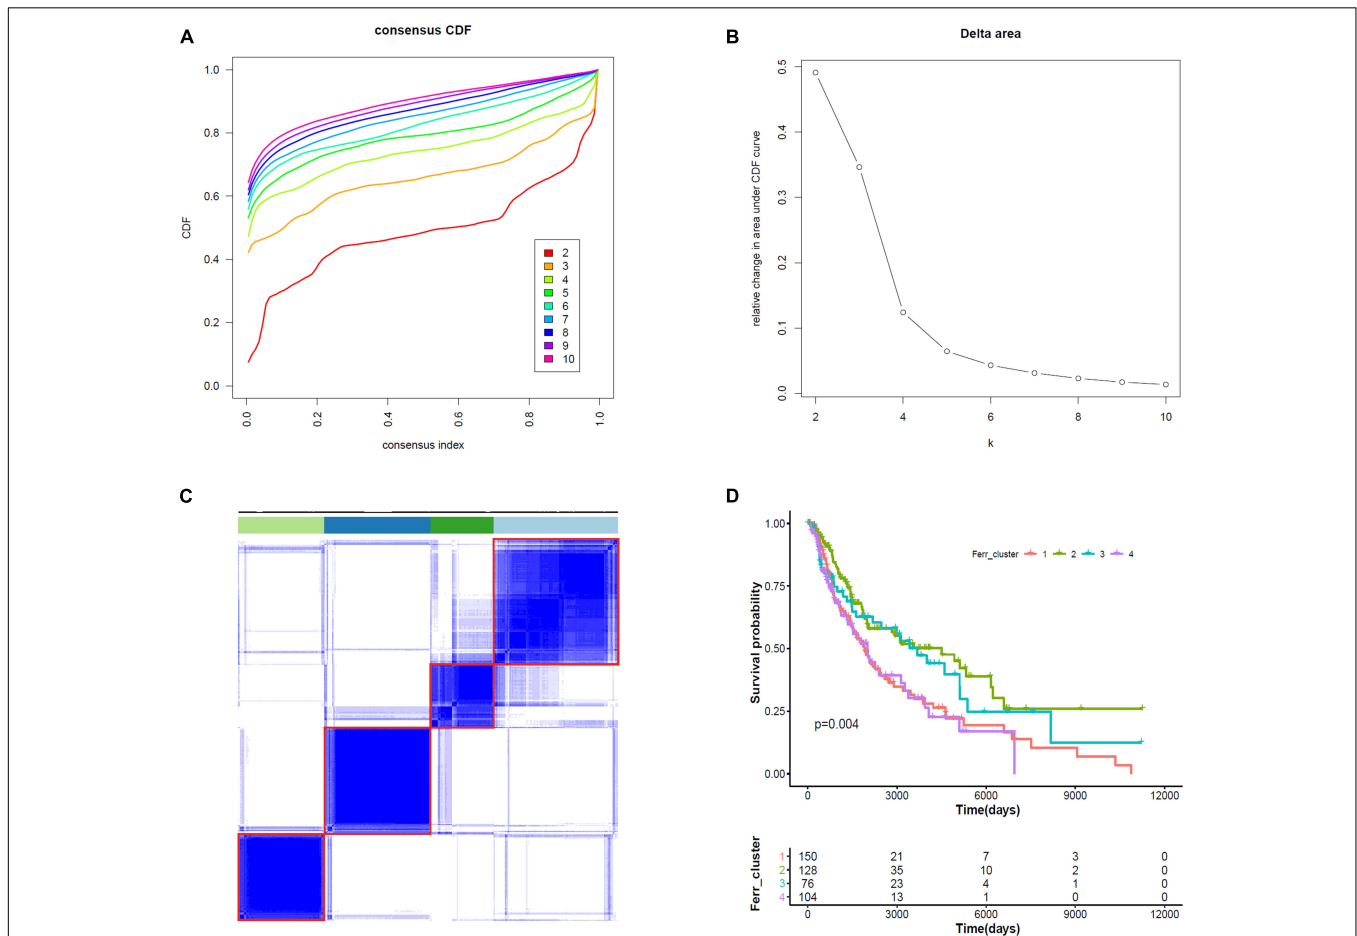 A
consensus CDF
CDF
1.0
0.8
0.6
0.4
0.2
0.0
0.0 0.2 0.4 0.6 0.8 1.0
consensus index
2
3
4
5
6
7
8
9
10
B
Delta area
relative change in area under CDF curve
0.5
0.4
0.3
0.2
0.1
0.0
2 4 6 8 10
k
C
D
Ferr_cluster 1 2 3 4
Survival probability
1.00
0.75
0.50
0.25
0.00
p=0.004
0 3000 6000 9000 12000
Time(days)
Ferr_cluster
1 150 21 7 3 0
2 128 35 10 2 0
3 76 23 4 1 0
4 104 13 1 0 0
0 3000 6000 9000 12000
Time(days)